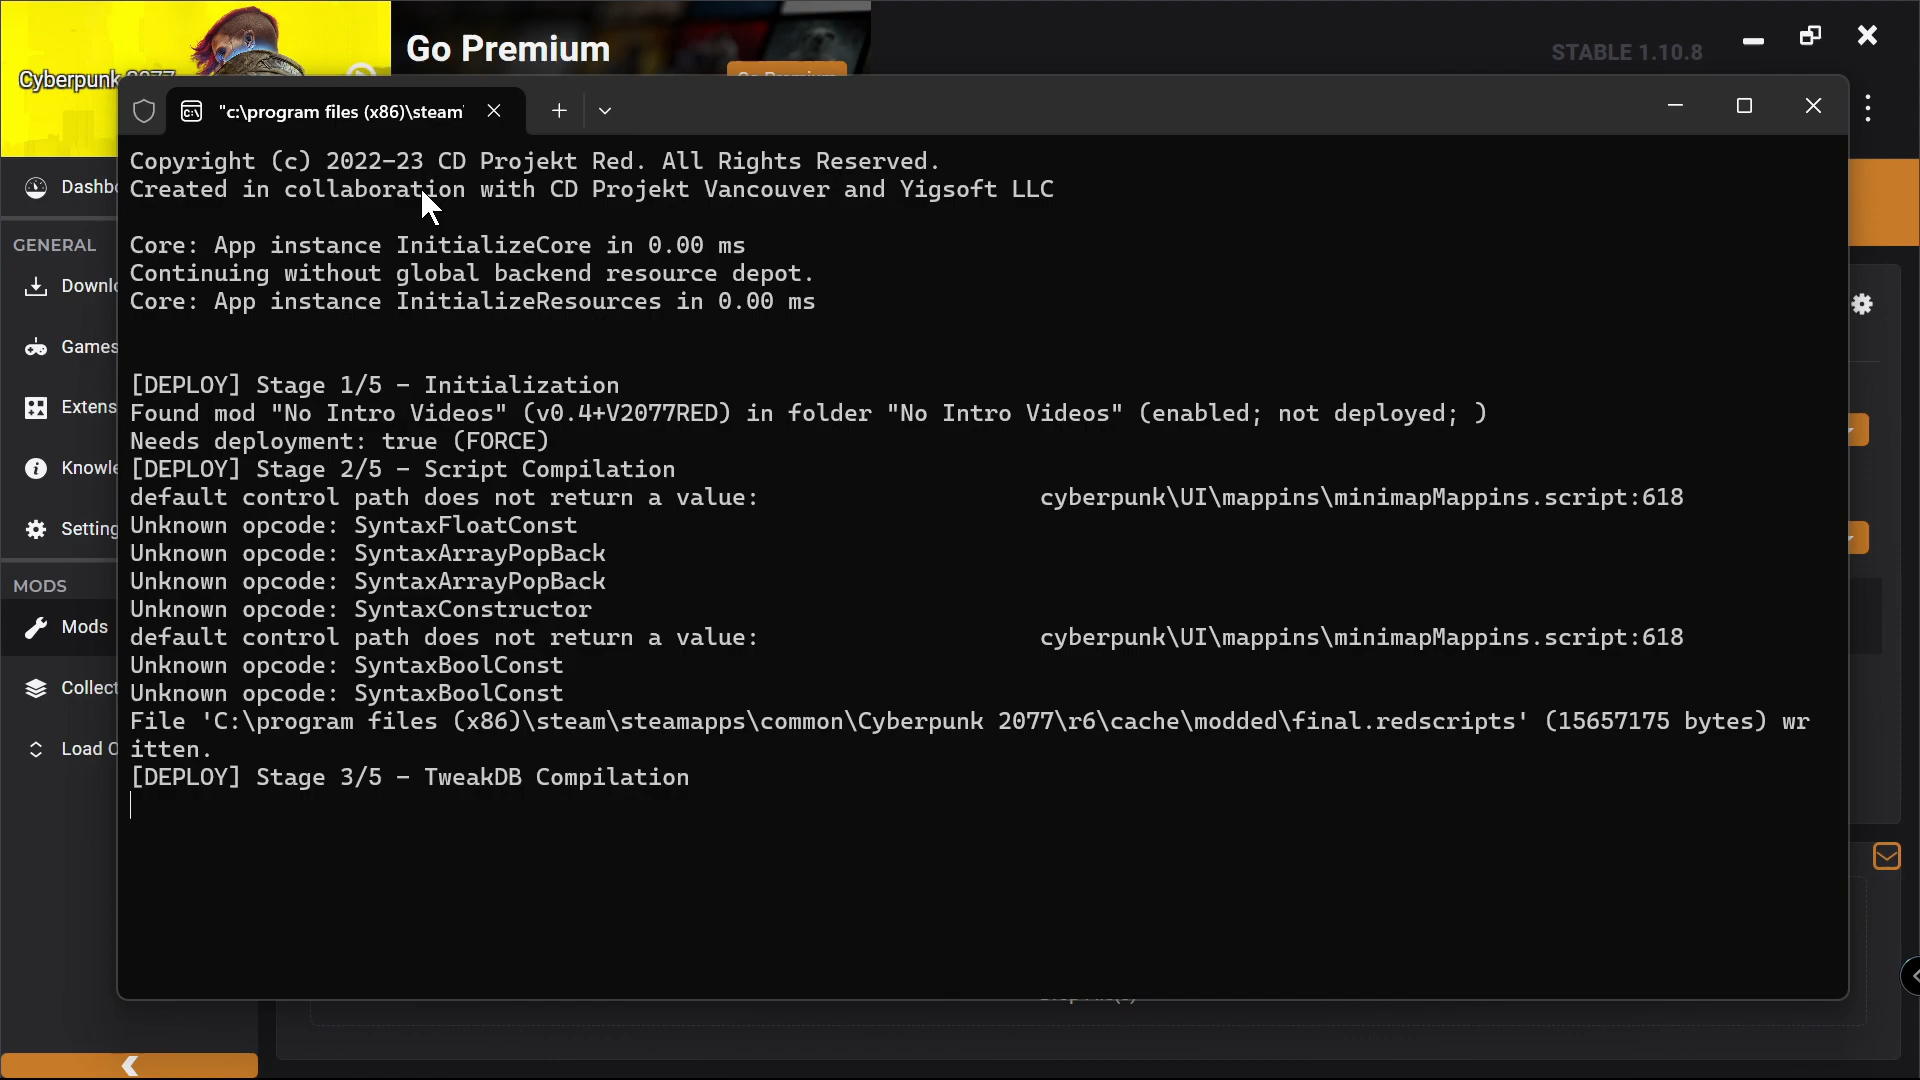 Go Premium
STABLE 1.10.8
Cyberpunk 2077
Go Premium
"c:\program files (x86)\steam'
Copyright (c) 2022-23 CD Projekt Red. All Rights Reserved.
Created in collaboration with CD Projekt Vancouver and Yigsoft LLC
Core: App instance InitializeCore in 0.00 ms
Continuing without global backend resource depot.
Core: App instance InitializeResources in 0.00 ms
[DEPLOY] Stage 1/5 - Initialization
Found mod "No Intro Videos" (v0.4+V2077RED) in folder "No Intro Videos" (enabled; not deployed; )
Needs deployment: true (FORCE)
[DEPLOY] Stage 2/5 - Script Compilation
default control path does not return a value: cyberpunk\UI\mappins\minimapMappins.script:618
Unknown opcode: SyntaxFloatConst
Unknown opcode: SyntaxArrayPopBack
Unknown opcode: SyntaxArrayPopBack
Unknown opcode: SyntaxConstructor
default control path does not return a value: cyberpunk\UI\mappins\minimapMappins.script:618
Unknown opcode: SyntaxBoolConst
Unknown opcode: SyntaxBoolConst
File 'C:\program files (x86)\steam\steamapps\common\Cyberpunk 2077\r6\cache\modded\final.redscripts' (15657175 bytes) wr
itten.
[DEPLOY] Stage 3/5 - TweakDB Compilation
Dashb
GENERAL
Downlo
Games
Extens
Knowle
Setting
MODS
Mods
Collect
Load O